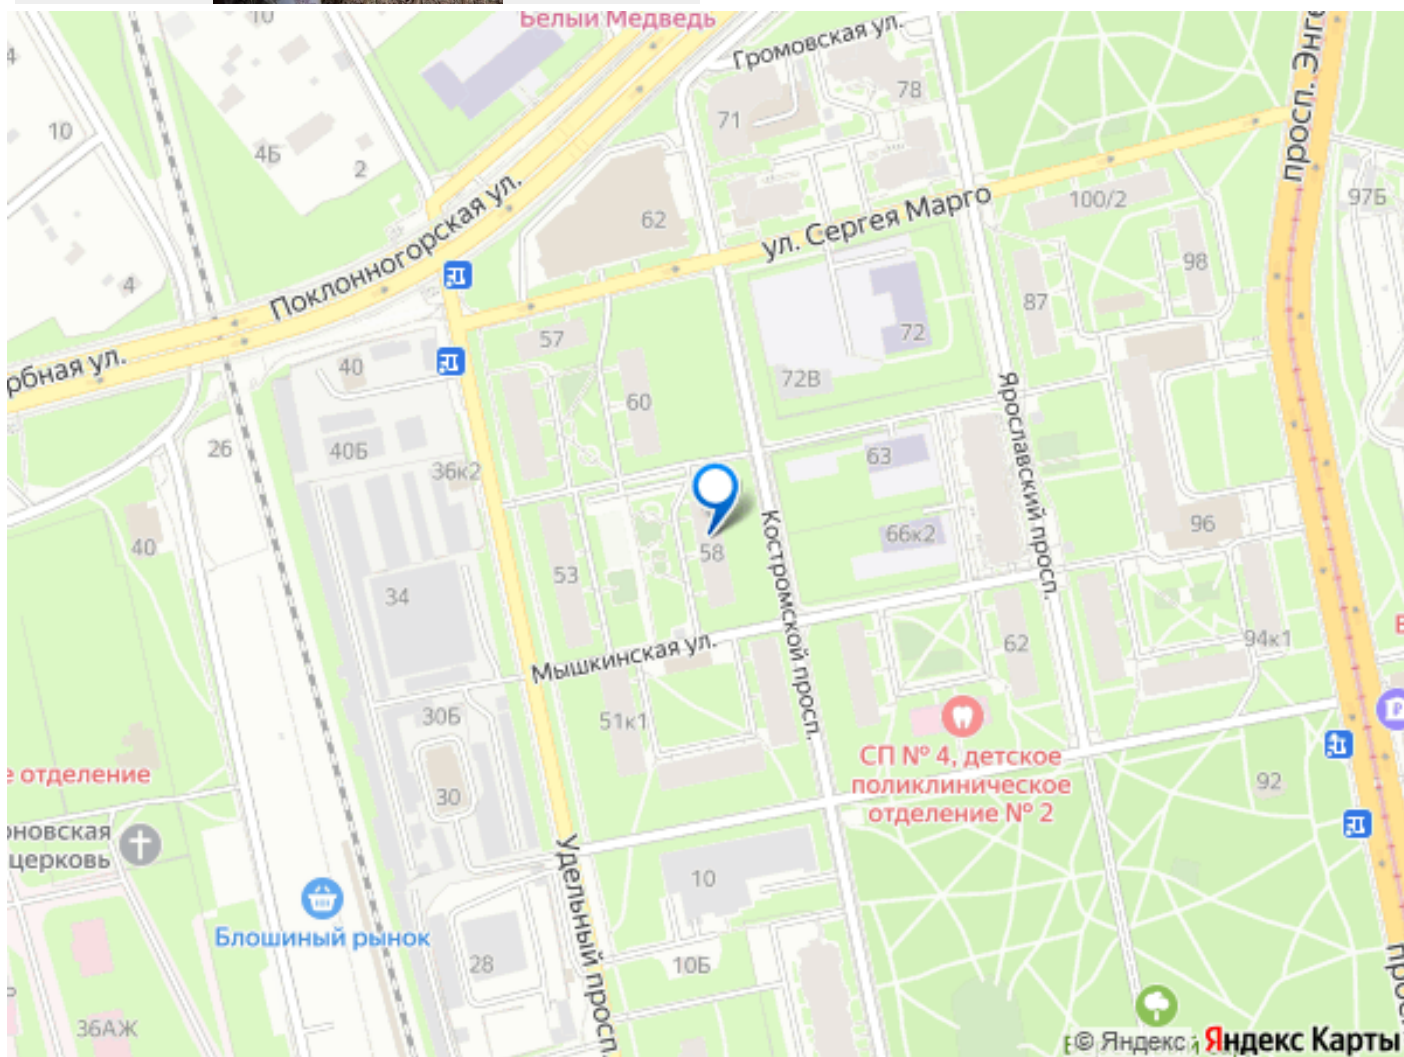 Белый Медведь
10
Громовская ул.
просп. Энге
78
71
10
4Б
2
97Б
100/2
62
ул. Сергея Марго
Поклонногорская ул.
98
4
87
72
57
рбная ул.
40
72В
60
Ярославский просп.
26
40Б
36к2
63
Костромской просп.
96
66к2
40
58
53
34
62
94к1
Мышкинская ул.
51к1
30Б
СП № 4, детское
поликлиническое
отделение № 2
е отделение
92
30
оновская
церковь
Удельный просп.
10
Блошиный рынок
28
10Б
36АЖ
© Яндекс
Яндекс Карты